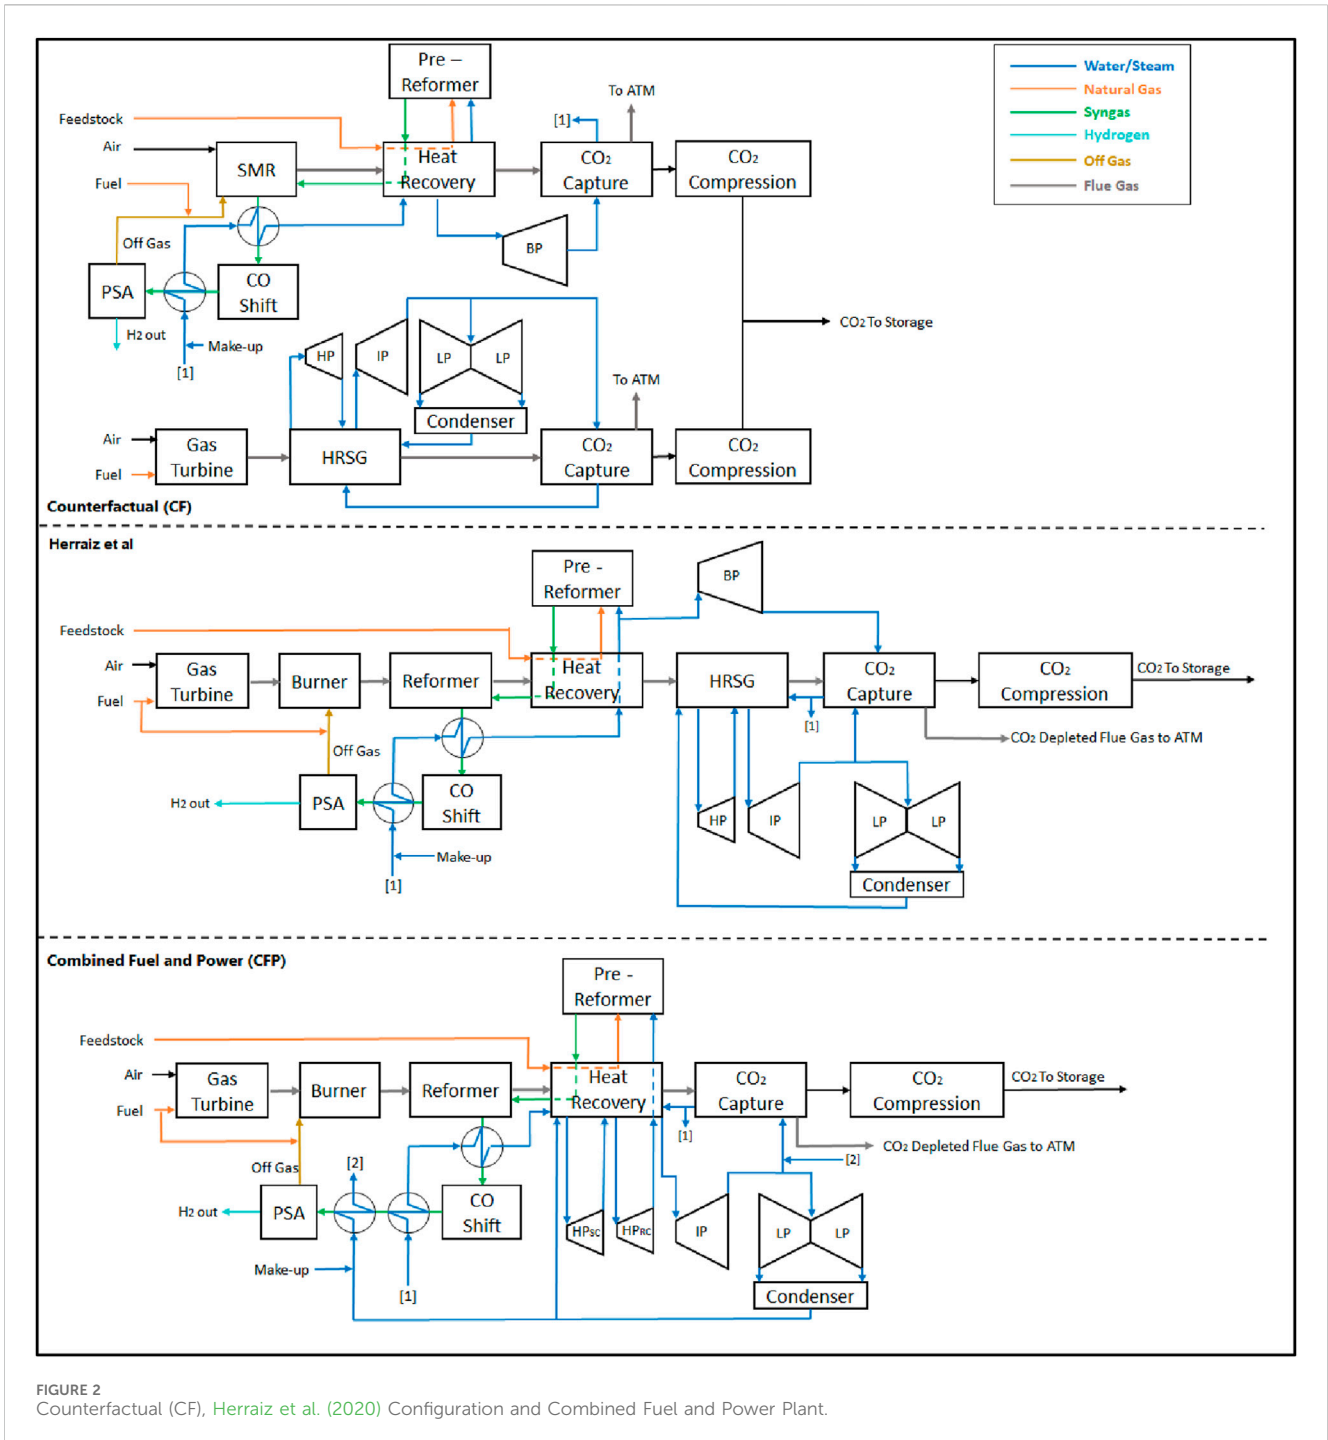 Pre –
Reformer
Water/Steam
Natural Gas
Syngas
Hydrogen
Off Gas
Flue Gas
To ATM
Feedstock
[1]
Air
SMR
Heat
Recovery
CO2
Capture
CO2
Compression
Fuel
Off Gas
BP
PSA
CO
Shift
H2 out
Make-up
[1]
HP
IP
LP
LP
CO2 To Storage
To ATM
Condenser
Air
Fuel
Gas
Turbine
HRSG
CO2
Capture
CO2
Compression
Counterfactual (CF)
Herraiz et al
Pre -
Reformer
BP
Feedstock
Air
Fuel
Gas
Turbine
Burner
Reformer
Heat
Recovery
HRSG
CO2
Capture
CO2
Compression
CO2 To Storage
[1]
CO2 Depleted Flue Gas to ATM
Off Gas
H2 out
PSA
CO
Shift
HP
IP
LP
LP
Make-up
[1]
Condenser
Combined Fuel and Power (CFP)
Pre -
Reformer
Feedstock
Air
Fuel
Gas
Turbine
Burner
Reformer
Heat
Recovery
CO2
Capture
CO2
Compression
CO2 To Storage
[1]
CO2 Depleted Flue Gas to ATM
[2]
Off Gas
[2]
H2 out
PSA
CO
Shift
HPSC
HPRC
IP
LP
LP
Make-up
[1]
Condenser
FIGURE 2
Counterfactual (CF), Herraiz et al. (2020) Configuration and Combined Fuel and Power Plant.